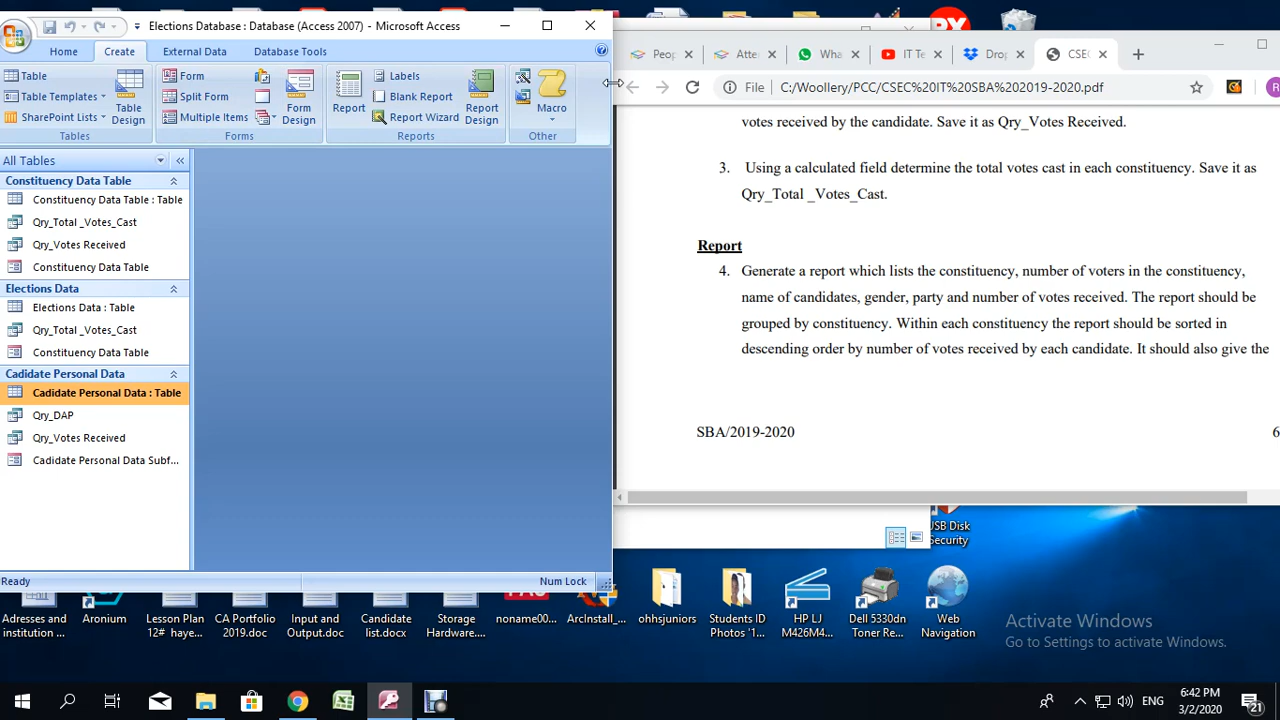 Elections Database : Database (Access 2007) - Microsoft Access
Home
Create
External Data
Database Tools
Table
Table Templates
SharePoint Lists
Table
Design
Tables
Form
Split Form
Multiple Items
Form
Design
Forms
Report
Labels
Blank Report
Report Wizard
Report
Design
Reports
Macro
Other
All Tables
Constituency Data Table
Constituency Data Table : Table
Qry_Total _Votes_Cast
Qry_Votes Received
Constituency Data Table
Elections Data
Elections Data : Table
Qry_Total _Votes_Cast
Constituency Data Table
Cadidate Personal Data
Cadidate Personal Data : Table
Qry_DAP
Qry_Votes Received
Cadidate Personal Data Subf...
Ready
Num Lock
Peop
Atte
Wha
IT Te
Drop
CSEC
File
C:/Woollery/PCC/CSEC%20IT%20SBA%202019-2020.pdf
votes received by the candidate. Save it as Qry_Votes Received.
3. Using a calculated field determine the total votes cast in each constituency. Save it as
Qry_Total _Votes_Cast.
Report
4. Generate a report which lists the constituency, number of voters in the constituency,
name of candidates, gender, party and number of votes received. The report should be
grouped by constituency. Within each constituency the report should be sorted in
descending order by number of votes received by each candidate. It should also give the
SBA/2019-2020
6
USB Disk
Security
Adresses and
institution ...
Aronium
Lesson Plan
12# haye...
CA Portfolio
2019.doc
Input and
Output.doc
Candidate
list.docx
Storage
Hardware....
noname00...
ArcInstall_...
ohhsjuniors
Students ID
Photos '1...
HP LJ
M426M4...
Dell 5330dn
Toner Re...
Web
Navigation
Activate Windows
Go to Settings to activate Windows.
ENG
6:42 PM
3/2/2020
21